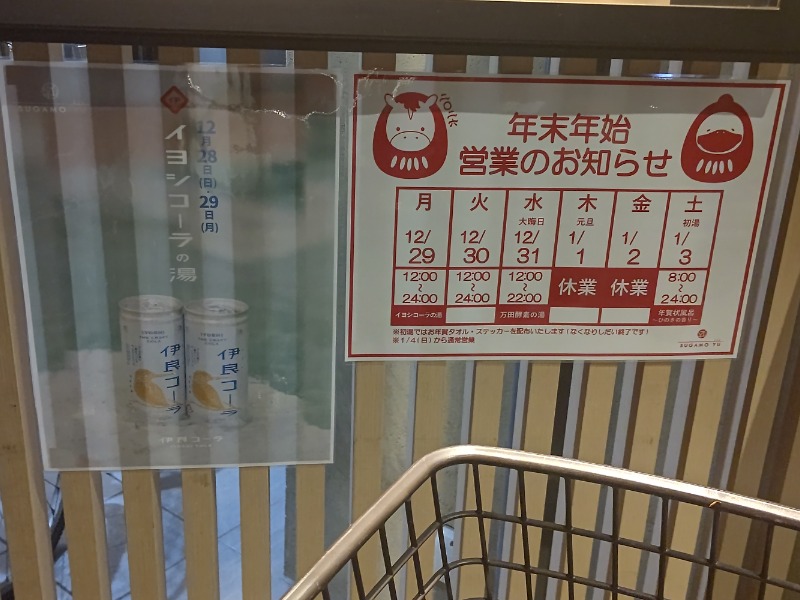 SUGAMO
12月28日(日)・29日(月)
イヨシコーラの湯
伊良コーラ
伊良コーラ
伊良コーラ
年末年始
営業のお知らせ
月 火 水 木 金 土
大晦日 元旦 初湯
12/29 12/30 12/31 1/1 1/2 1/3
12:00~24:00 12:00~24:00 12:00~22:00 休業 休業 8:00~24:00
イヨシコーラの湯 万田酵素の湯 年賀状風呂
~ひのきの香り~
※初湯ではお年賀タオル・ステッカーを配布いたします(なくなりしだい終了です)
※1/4(日)から通常営業
SUGAMO YU